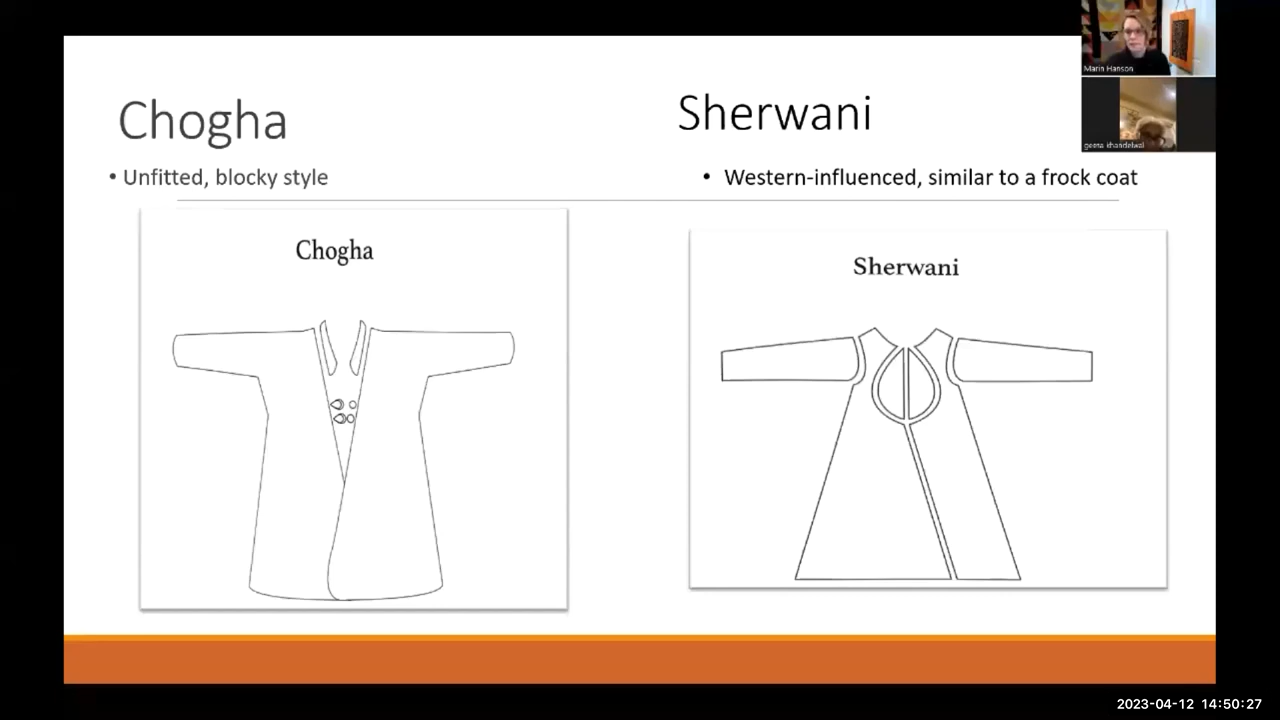 Chogha
• Unfitted, blocky style
Chogha
Sherwani
• Western-influenced, similar to a frock coat
Sherwani
Marin Hanson
geeta khandelwal
2023-04-12 14:50:27